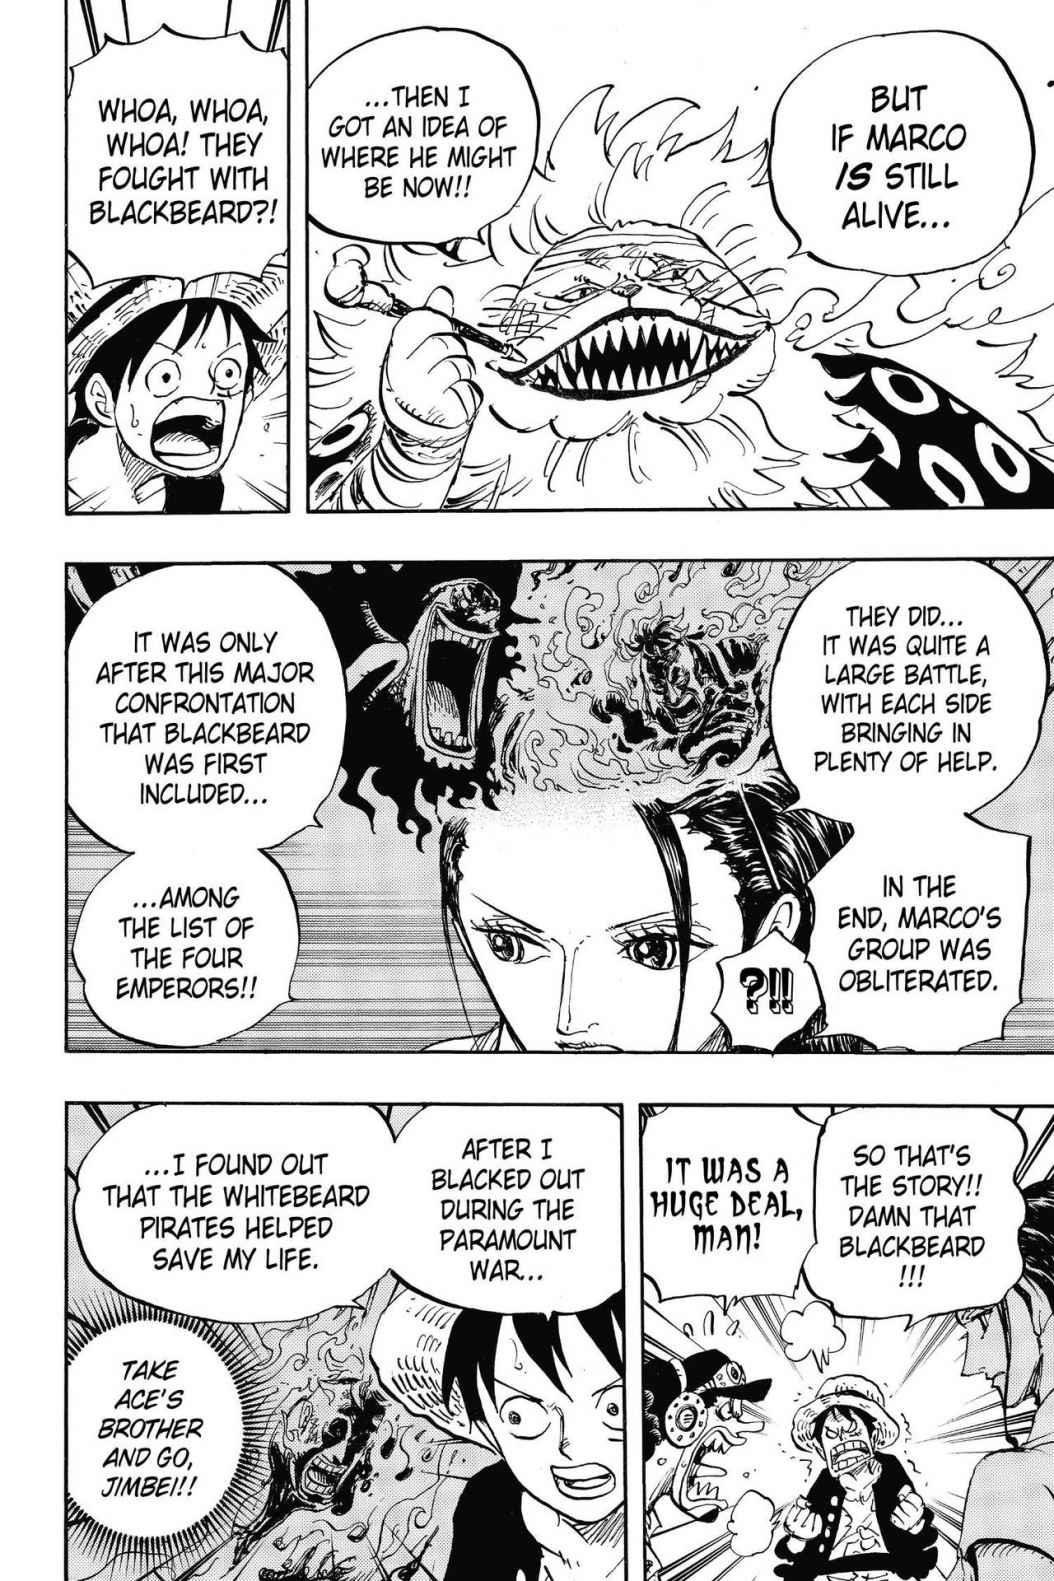 BUT
IF MARCO
IS STILL
ALIVE...
...THEN I
GOT AN IDEA OF
WHERE HE MIGHT
BE NOW!!
WHOA, WHOA,
WHOA! THEY
FOUGHT WITH
BLACKBEARD?!
THEY DID...
IT WAS QUITE A
LARGE BATTLE,
WITH EACH SIDE
BRINGING IN
PLENTY OF HELP.
IN THE
END, MARCO'S
GROUP WAS
OBLITERATED.
?!!
IT WAS ONLY
AFTER THIS MAJOR
CONFRONTATION
THAT BLACKBEARD
WAS FIRST
INCLUDED...
...AMONG
THE LIST OF
THE FOUR
EMPERORS!!
SO THAT'S
THE STORY!!
DAMN THAT
BLACKBEARD
!!!
IT WAS A
HUGE DEAL,
MAN!
AFTER I
BLACKED OUT
DURING THE
PARAMOUNT
WAR...
...I FOUND OUT
THAT THE WHITEBEARD
PIRATES HELPED
SAVE MY LIFE.
TAKE
ACE'S
BROTHER
AND GO,
JIMBEI!!